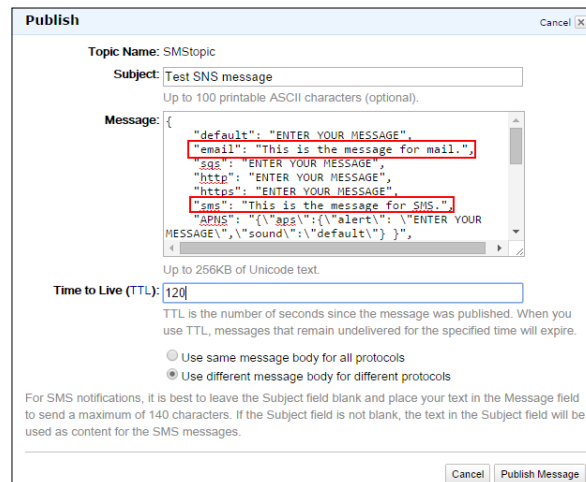 Publish
Cancel X
Topic Name: SMStopic
Subject: Test SNS message
Up to 100 printable ASCII characters (optional).
Message: {
"default": "ENTER YOUR MESSAGE",
"email": "This is the message for mail.",
"sqs": "ENTER YOUR MESSAGE",
"http": "ENTER YOUR MESSAGE",
"https": "ENTER YOUR MESSAGE",
"sms": "This is the message for SMS.",
"APNS": "{\"aps\":{\"alert\": \"ENTER YOUR
MESSAGE\",\"sound\":\"default\"} }",
Up to 256KB of Unicode text.
Time to Live (TTL): 120
TTL is the number of seconds since the message was published. When you
use TTL, messages that remain undelivered for the specified time will expire.
Use same message body for all protocols
Use different message body for different protocols
For SMS notifications, it is best to leave the Subject field blank and place your text in the Message field
to send a maximum of 140 characters. If the Subject field is not blank, the text in the Subject field will be
used as content for the SMS messages.
Cancel Publish Message